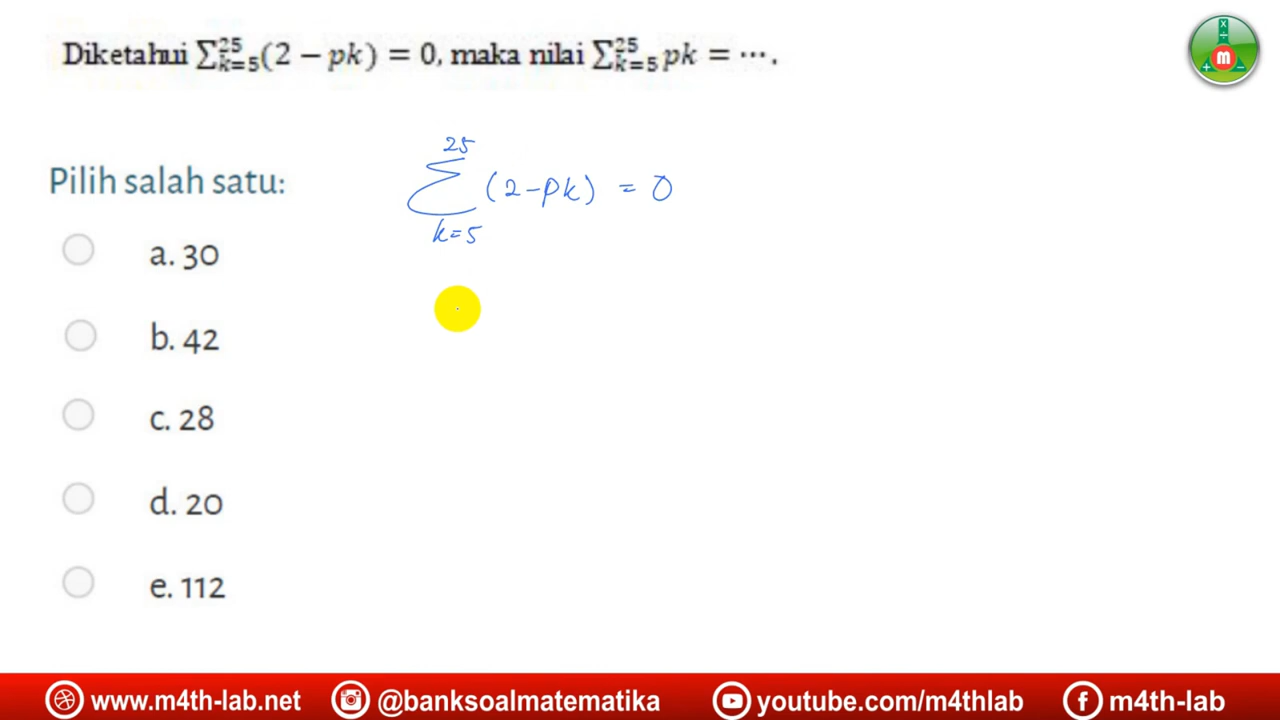 Diketahui ∑²⁵ₖ₌₅(2 − pk) = 0, maka nilai ∑²⁵ₖ₌₅ pk = ⋯.
m
Pilih salah satu:
25
∑ (2-pk) = 0
k=5
a. 30
b. 42
c. 28
d. 20
e. 112
www.m4th-lab.net @banksoalmatematika youtube.com/m4thlab m4th-lab